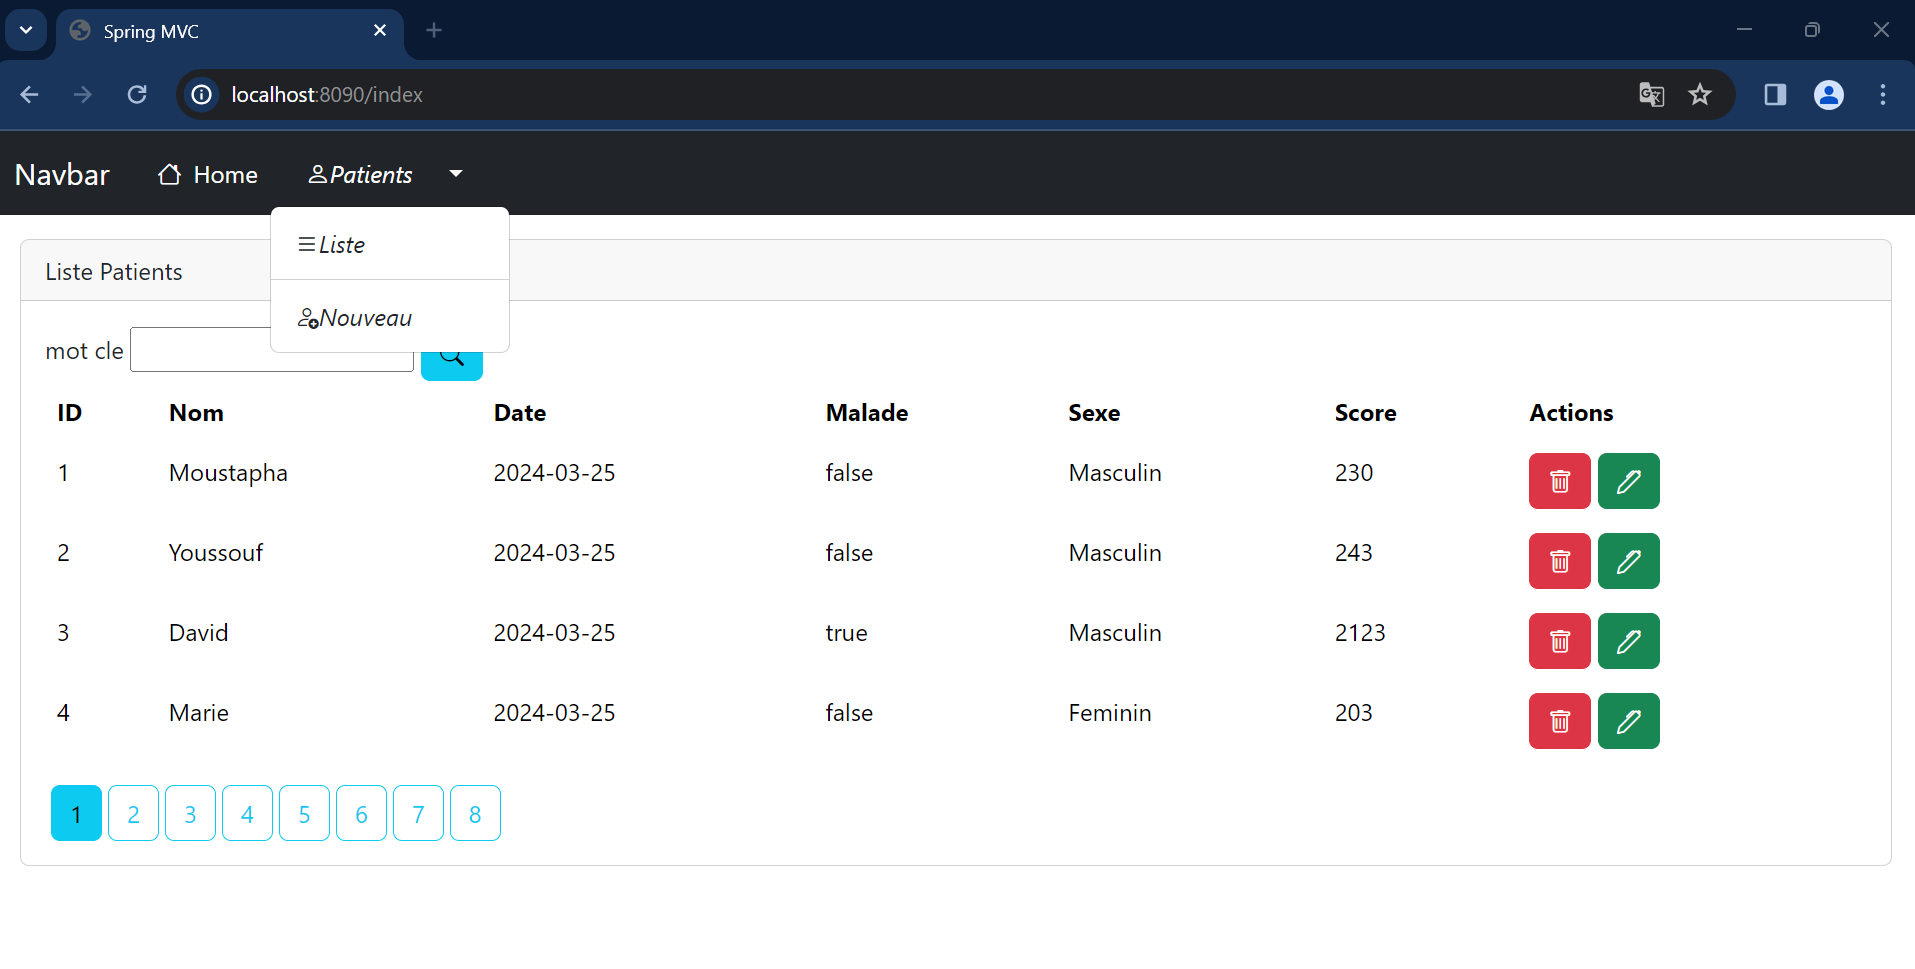 Spring MVC
localhost:8090/index
Navbar Home Patients
Liste
Liste Patients
Nouveau
mot cle
ID Nom Date Malade Sexe Score Actions
1 Moustapha 2024-03-25 false Masculin 230
2 Youssouf 2024-03-25 false Masculin 243
3 David 2024-03-25 true Masculin 2123
4 Marie 2024-03-25 false Feminin 203
1 2 3 4 5 6 7 8